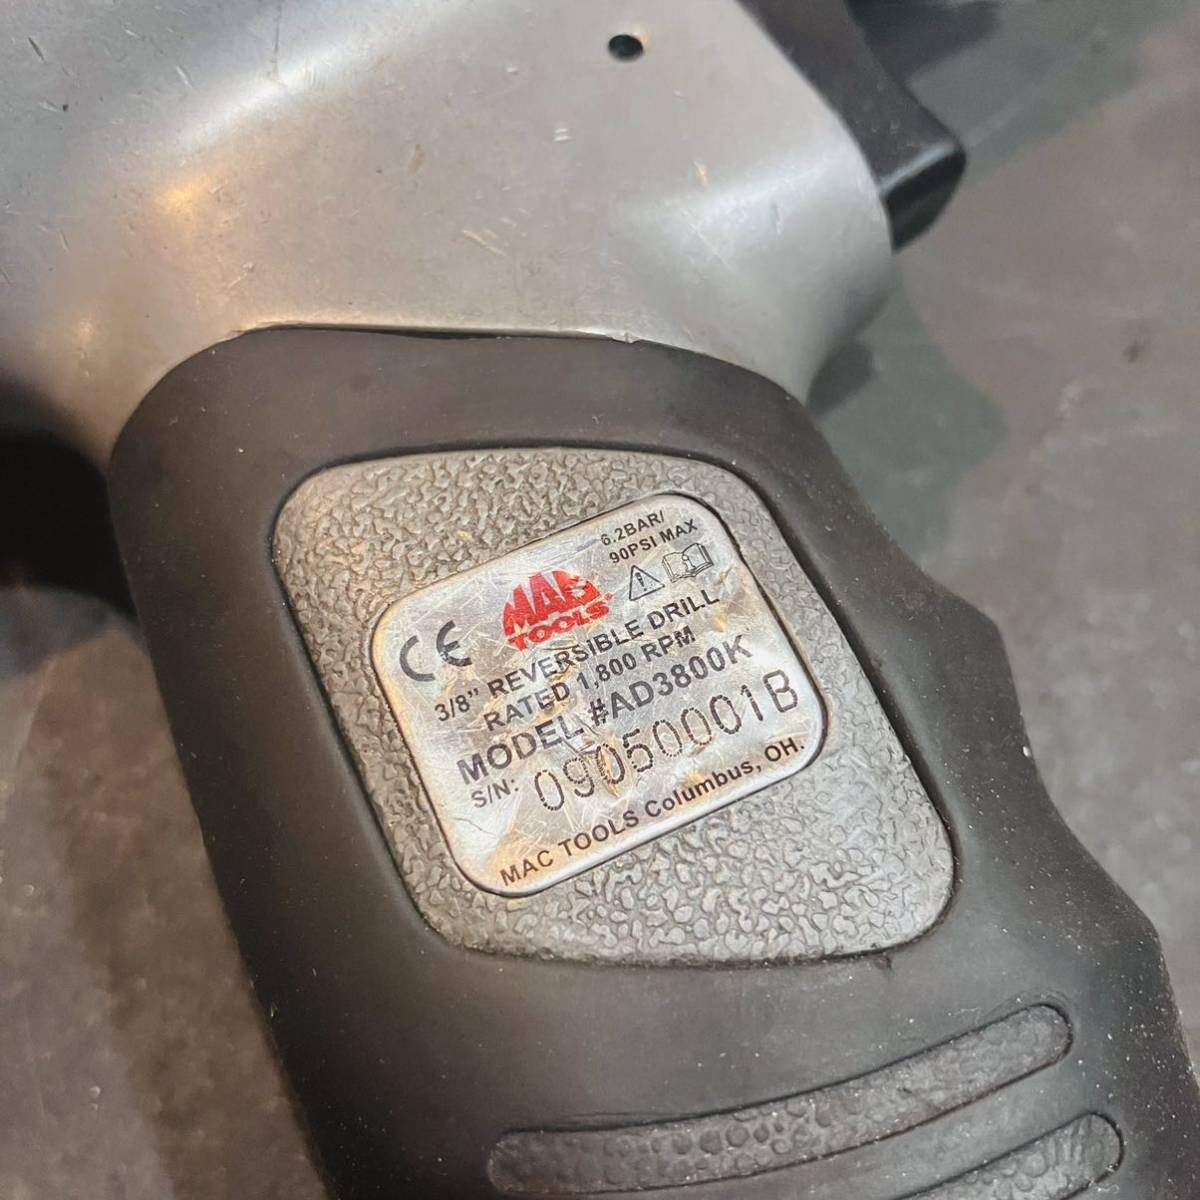 6.2BAR/
90PSI MAX
CE
MAC
TOOLS
3/8" REVERSIBLE DRILL
RATED 1,800 RPM
MODEL #AD3800K
S/N: 09050001B
MAC TOOLS Columbus, OH.